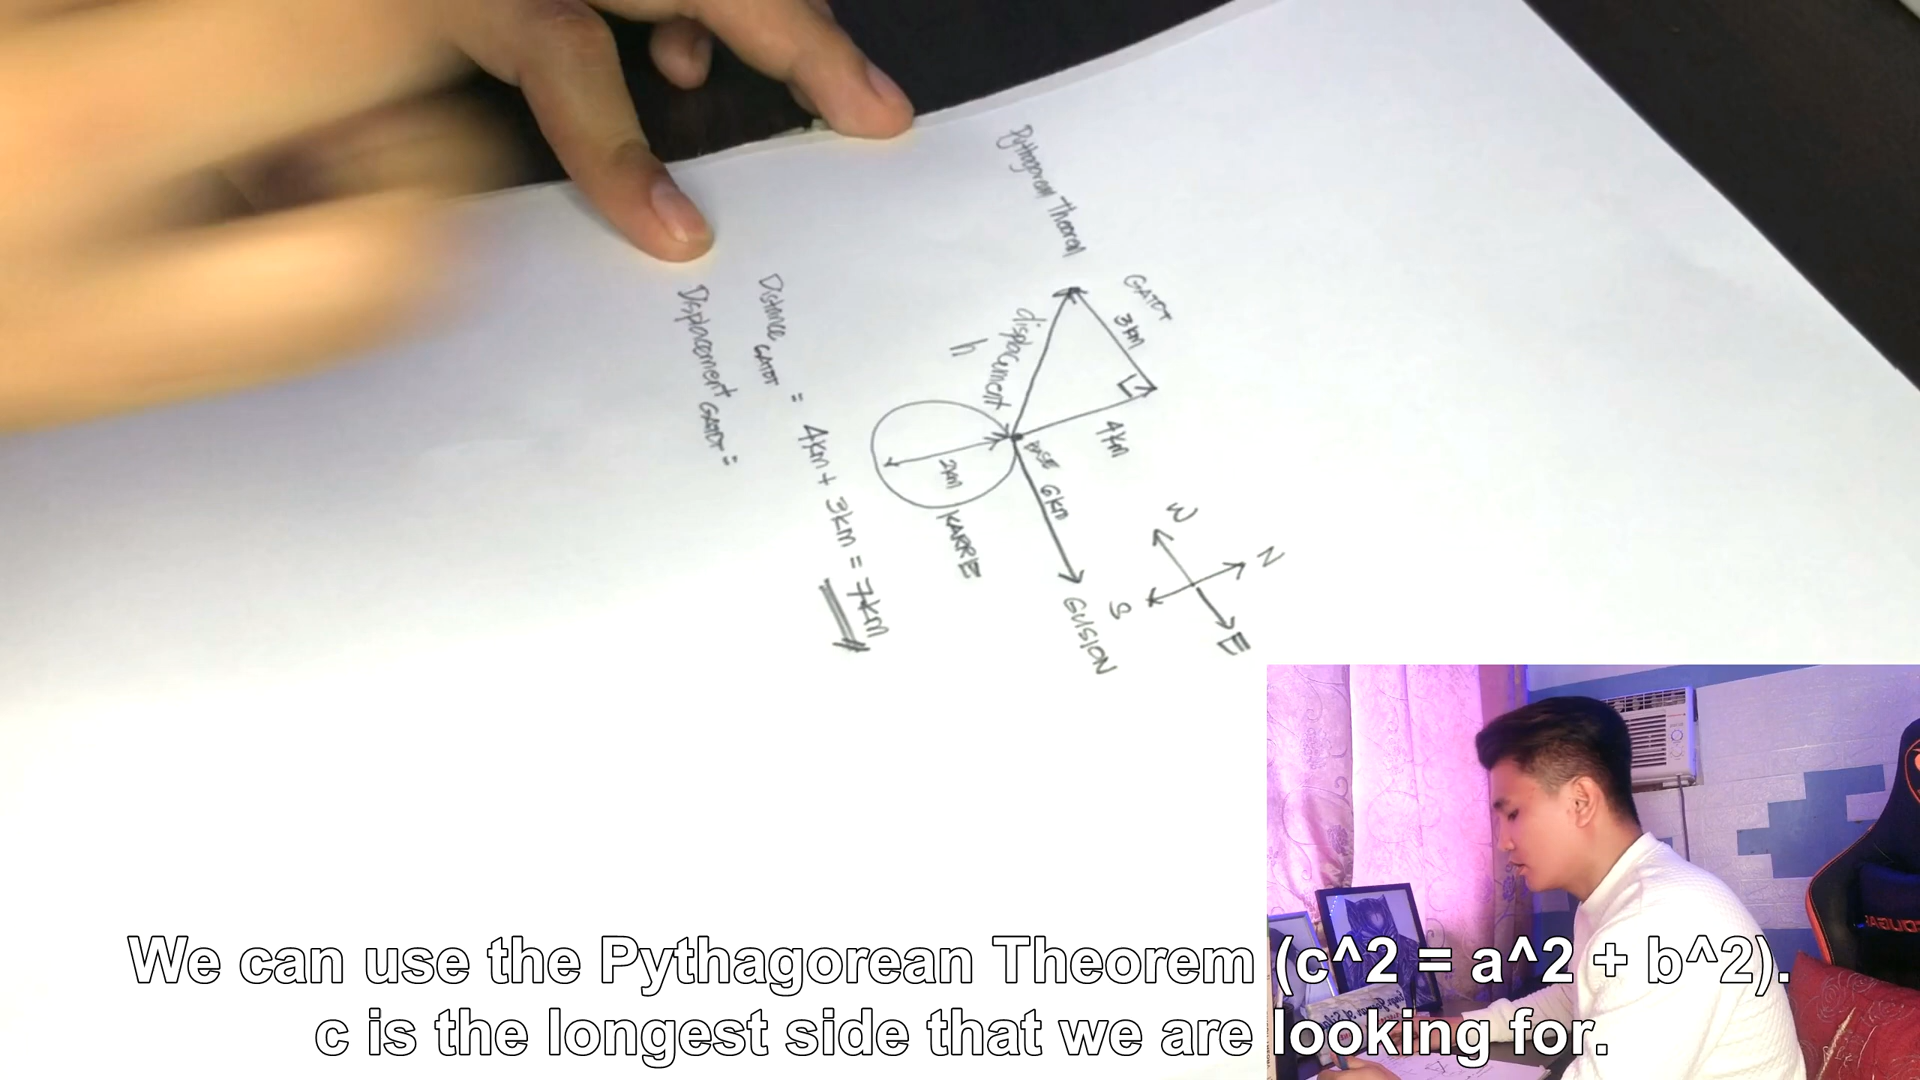 Pythagorean Theorem
GATOT
3km
displacement
h
4km
BASE
6km
GUSION
2km
KARRIE
W
N
S
E
Distance GATOT = 4km + 3km = 7km
Displacement GATOT =
We can use the Pythagorean Theorem (c^2 = a^2 + b^2).
c is the longest side that we are looking for.